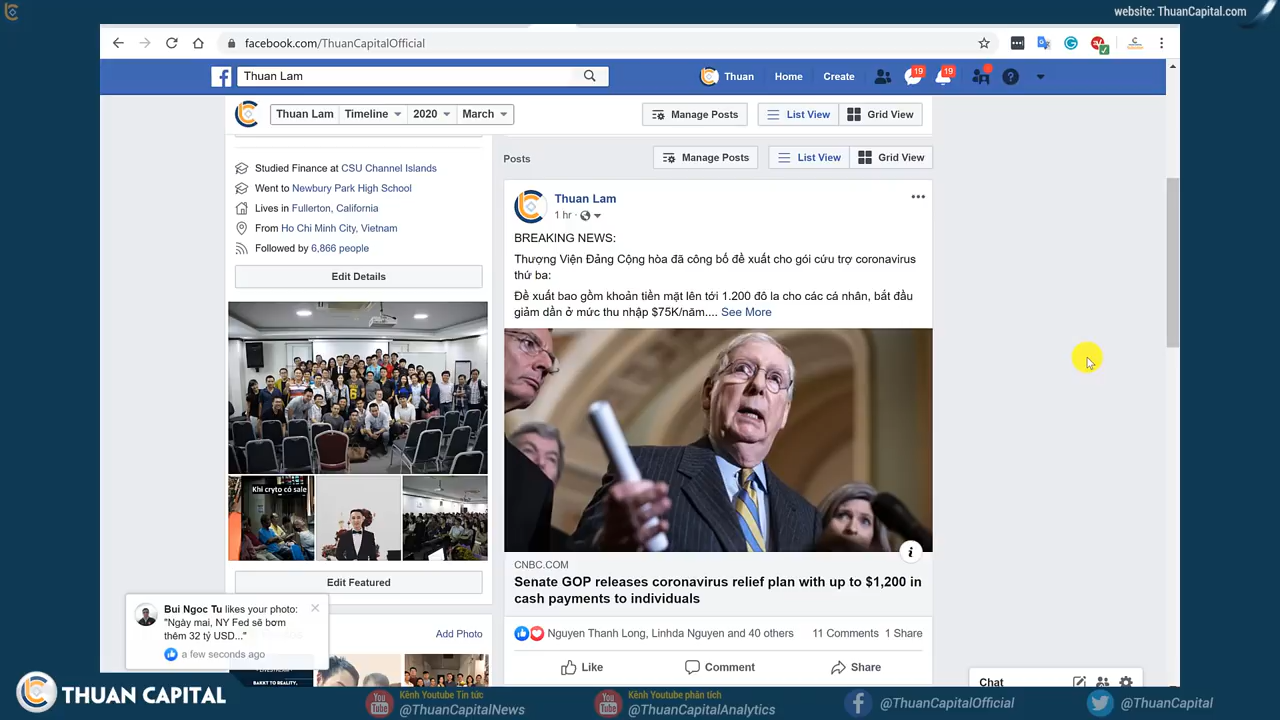 website: ThuanCapital.com
facebook.com/ThuanCapitalOfficial
Thuan Lam
Thuan
Home
Create
19
19
Thuan Lam
Timeline
2020
March
Manage Posts
List View
Grid View
Studied Finance at CSU Channel Islands
Went to Newbury Park High School
Lives in Fullerton, California
From Ho Chi Minh City, Vietnam
Followed by 6,866 people
Edit Details
Khi cryto có sale
Edit Featured
Add Photo
Posts
Manage Posts
List View
Grid View
Thuan Lam
1 hr
BREAKING NEWS:
Thượng Viện Đảng Cộng hòa đã công bố đề xuất cho gói cứu trợ coronavirus
thứ ba:
Đề xuất bao gồm khoản tiền mặt lên tới 1.200 đô la cho các cá nhân, bắt đầu
giảm dần ở mức thu nhập $75K/năm.... See More
CNBC.COM
Senate GOP releases coronavirus relief plan with up to $1,200 in
cash payments to individuals
Nguyen Thanh Long, Linhda Nguyen and 40 others
11 Comments
1 Share
Like
Comment
Share
Bui Ngoc Tu likes your photo:
"Ngày mai, NY Fed sẽ bơm
thêm 32 tỷ USD..."
a few seconds ago
Chat
THUAN CAPITAL
You
Tube
Kênh Youtube Tin tức
@ThuanCapitalNews
You
Tube
Kênh Youtube phân tích
@ThuanCapitalAnalytics
@ThuanCapitalOfficial
@ThuanCapital